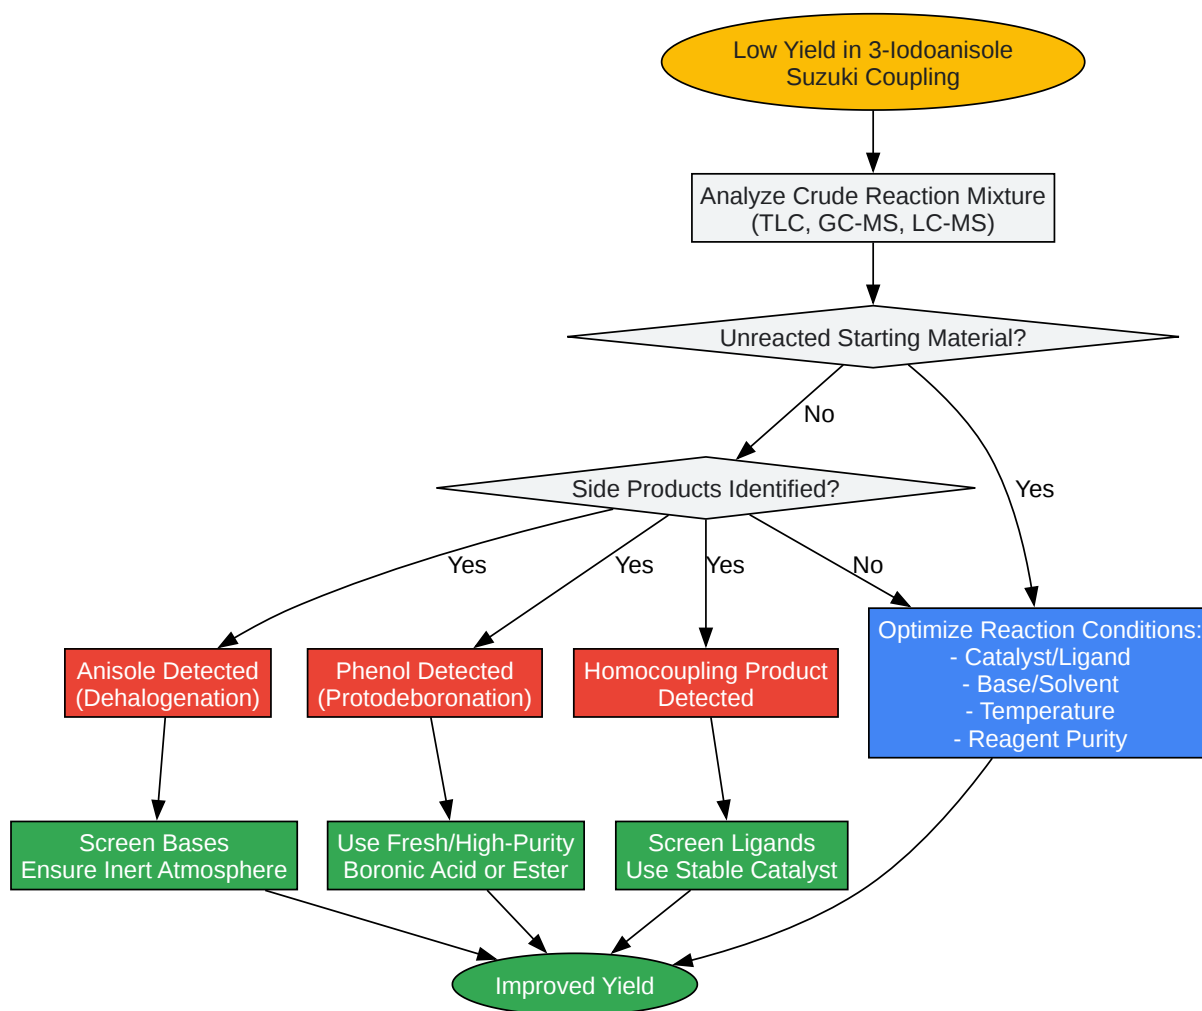 Low Yield in 3-Iodoanisole
Suzuki Coupling
Analyze Crude Reaction Mixture
(TLC, GC-MS, LC-MS)
Unreacted Starting Material?
No
Yes
Side Products Identified?
Yes
Yes
Yes
No
Anisole Detected
(Dehalogenation)
Phenol Detected
(Protodeboronation)
Homocoupling Product
Detected
Optimize Reaction Conditions:
- Catalyst/Ligand
- Base/Solvent
- Temperature
- Reagent Purity
Screen Bases
Ensure Inert Atmosphere
Use Fresh/High-Purity
Boronic Acid or Ester
Screen Ligands
Use Stable Catalyst
Improved Yield